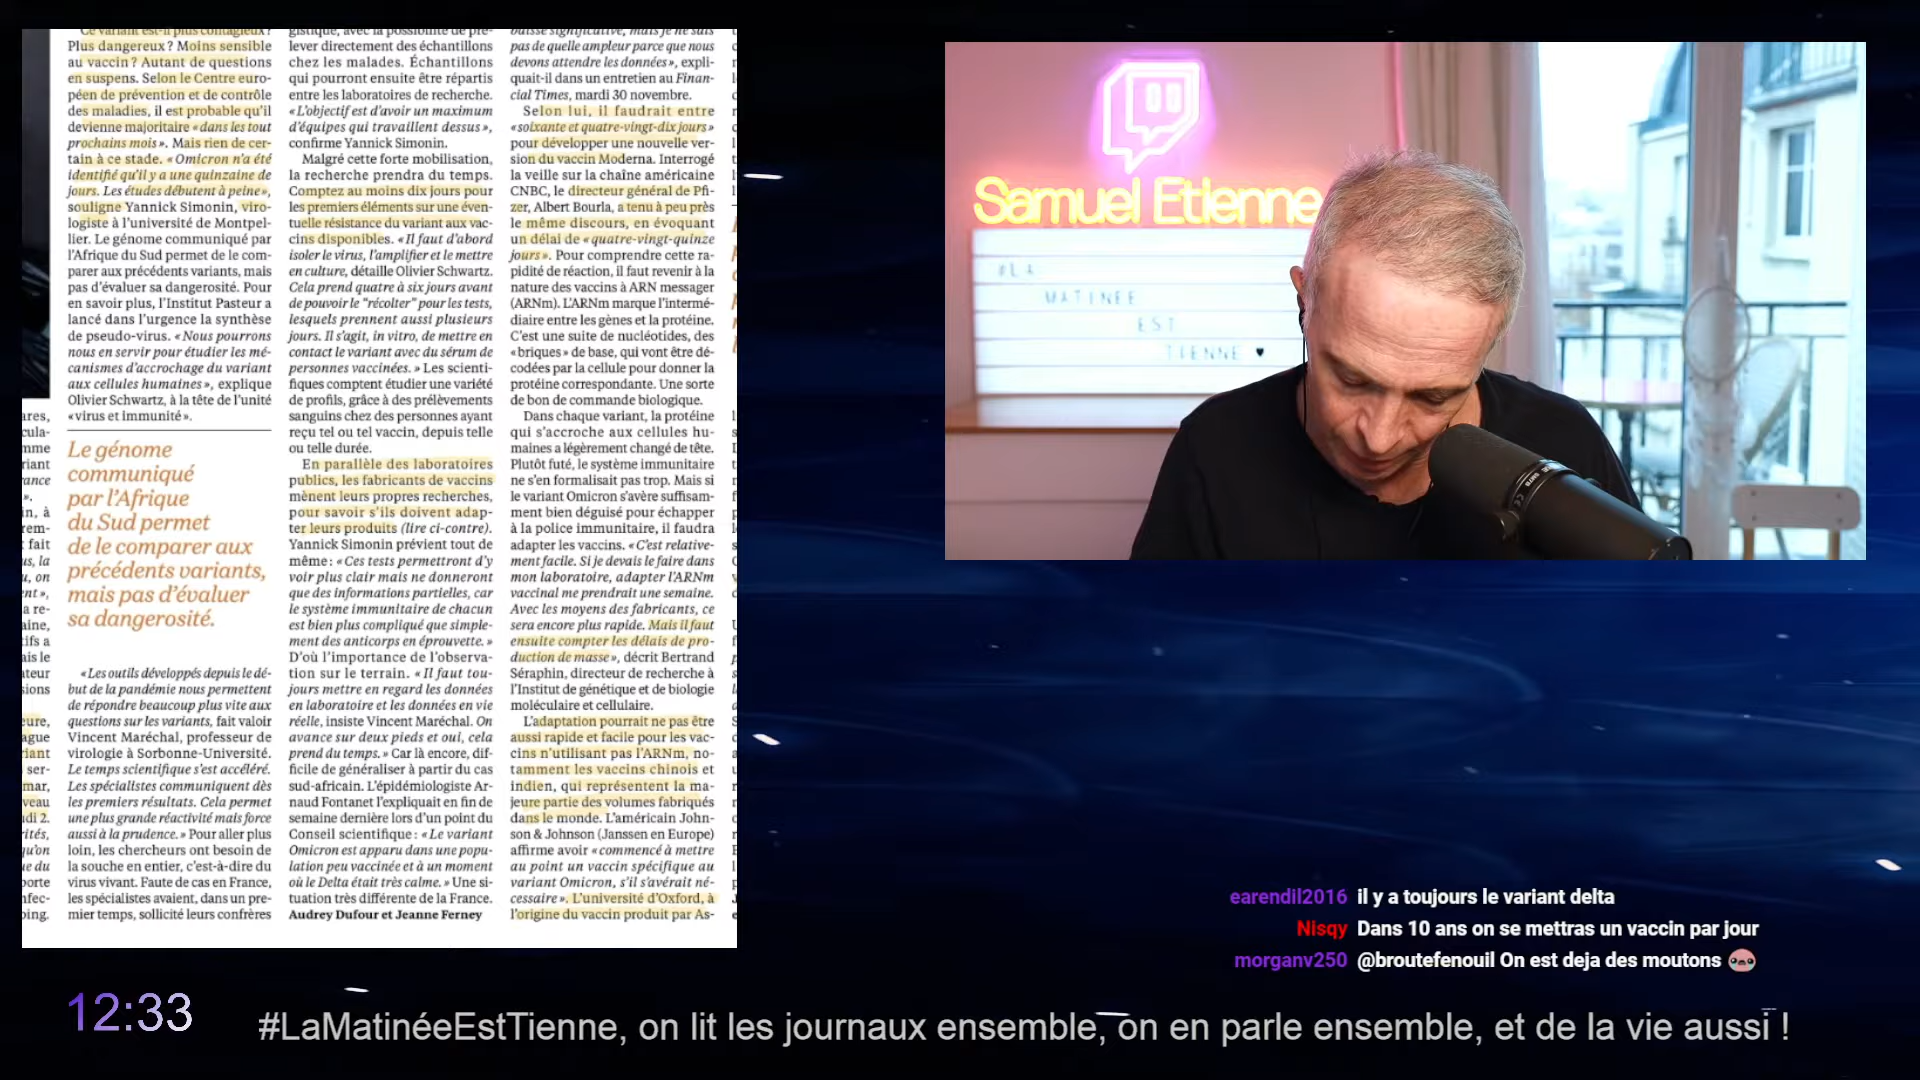 Ce variant est-il plus contagieux ?
Plus dangereux ? Moins sensible
au vaccin ? Autant de questions
en suspens. Selon le Centre euro-
péen de prévention et de contrôle
des maladies, il est probable qu'il
devienne majoritaire « dans les tout
prochains mois ». Mais rien de cer-
tain à ce stade. « Omicron n'a été
identifié qu'il y a une quinzaine de
jours. Les études débutent à peine »,
souligne Yannick Simonin, viro-
logiste à l'université de Montpel-
lier. Le génome communiqué par
l'Afrique du Sud permet de le com-
parer aux précédents variants, mais
pas d'évaluer sa dangerosité. Pour
en savoir plus, l'Institut Pasteur a
lancé dans l'urgence la synthèse
de pseudo-virus. « Nous pourrons
nous en servir pour étudier les mé-
canismes d'accrochage du variant
aux cellules humaines », explique
Olivier Schwartz, à la tête de l'unité
« virus et immunité ».
Le génome
communiqué
par l'Afrique
du Sud permet
de le comparer aux
précédents variants,
mais pas d'évaluer
sa dangerosité.
« Les outils développés depuis le dé-
but de la pandémie nous permettent
de répondre beaucoup plus vite aux
questions sur les variants, fait valoir
Vincent Maréchal, professeur de
virologie à Sorbonne-Université.
Le temps scientifique s'est accéléré.
Les spécialistes communiquent dès
les premiers résultats. Cela permet
une plus grande réactivité mais force
aussi à la prudence. » Pour aller plus
loin, les chercheurs ont besoin de
la souche en entier, c'est-à-dire du
virus vivant. Faute de cas en France,
les spécialistes avaient, dans un pre-
mier temps, sollicité leurs confrères
gistique, avec la possibilité de pré-
lever directement des échantillons
chez les malades. Échantillons
qui pourront ensuite être répartis
entre les laboratoires de recherche.
« L'objectif est d'avoir un maximum
d'équipes qui travaillent dessus »,
confirme Yannick Simonin.
Malgré cette forte mobilisation,
la recherche prendra du temps.
Comptez au moins dix jours pour
les premiers éléments sur une éven-
tuelle résistance du variant aux vac-
cins disponibles. « Il faut d'abord
isoler le virus, l'amplifier et le mettre
en culture, détaille Olivier Schwartz.
Cela prend quatre à six jours avant
de pouvoir le "récolter" pour les tests,
lesquels prennent aussi plusieurs
jours. Il s'agit, in vitro, de mettre en
contact le variant avec du sérum de
personnes vaccinées. » Les scienti-
fiques comptent étudier une variété
de profils, grâce à des prélèvements
sanguins chez des personnes ayant
reçu tel ou tel vaccin, depuis telle
ou telle durée.
En parallèle des laboratoires
publics, les fabricants de vaccins
mènent leurs propres recherches,
pour savoir s'ils doivent adap-
ter leurs produits (lire ci-contre).
Yannick Simonin prévient tout de
même : « Ces tests permettront d'y
voir plus clair mais ne donneront
que des informations partielles, car
le système immunitaire de chacun
est bien plus compliqué que simple-
ment des anticorps en éprouvette. »
D'où l'importance de l'observa-
tion sur le terrain. « Il faut tou-
jours mettre en regard les données
en laboratoire et les données en vie
réelle, insiste Vincent Maréchal. On
avance sur deux pieds et oui, cela
prend du temps. » Car là encore, dif-
ficile de généraliser à partir du cas
sud-africain. L'épidémiologiste Ar-
naud Fontanet l'expliquait en fin de
semaine dernière lors d'un point du
Conseil scientifique : « Le variant
Omicron est apparu dans une popu-
lation peu vaccinée et à un moment
où le Delta était très calme. » Une si-
tuation très différente de la France.
Audrey Dufour et Jeanne Ferney
baisse significative, mais je ne sais
pas de quelle ampleur parce que nous
devons attendre les données », expli-
quait-il dans un entretien au Finan-
cial Times, mardi 30 novembre.
Selon lui, il faudrait entre
« soixante et quatre-vingt-dix jours »
pour développer une nouvelle ver-
sion du vaccin Moderna. Interrogé
la veille sur la chaîne américaine
CNBC, le directeur général de Pfi-
zer, Albert Bourla, a tenu à peu près
le même discours, en évoquant
un délai de « quatre-vingt-quinze
jours ». Pour comprendre cette ra-
pidité de réaction, il faut revenir à la
nature des vaccins à ARN messager
(ARNm). L'ARNm marque l'intermé-
diaire entre les gènes et la protéine.
C'est une suite de nucléotides, des
« briques » de base, qui vont être dé-
codées par la cellule pour donner la
protéine correspondante. Une sorte
de bon de commande biologique.
Dans chaque variant, la protéine
qui s'accroche aux cellules hu-
maines a légèrement changé de tête.
Plutôt futé, le système immunitaire
ne s'en formalisait pas trop. Mais si
le variant Omicron s'avère suffisam-
ment bien déguisé pour échapper
à la police immunitaire, il faudra
adapter les vaccins. « C'est relative-
ment facile. Si je devais le faire dans
mon laboratoire, adapter l'ARNm
vaccinal me prendrait une semaine.
Avec les moyens des fabricants, ce
sera encore plus rapide. Mais il faut
ensuite compter les délais de pro-
duction de masse », décrit Bertrand
Séraphin, directeur de recherche à
l'Institut de génétique et de biologie
moléculaire et cellulaire.
L'adaptation pourrait ne pas être
aussi rapide et facile pour les vac-
cins n'utilisant pas l'ARNm, no-
tamment les vaccins chinois et
indien, qui représentent la ma-
jeure partie des volumes fabriqués
dans le monde. L'américain John-
son & Johnson (Janssen en Europe)
affirme avoir « commencé à mettre
au point un vaccin spécifique au
variant Omicron, s'il s'avérait né-
cessaire ». L'université d'Oxford, à
l'origine du vaccin produit par As-
Samuel Etienne
#LA
MATINEE
EST
TIENNE ♥
earendil2016 il y a toujours le variant delta
Nisqy Dans 10 ans on se mettras un vaccin par jour
morganv250 @broutefenouil On est deja des moutons
12:33
#LaMatinéeEstTienne, on lit les journaux ensemble, on en parle ensemble, et de la vie aussi !